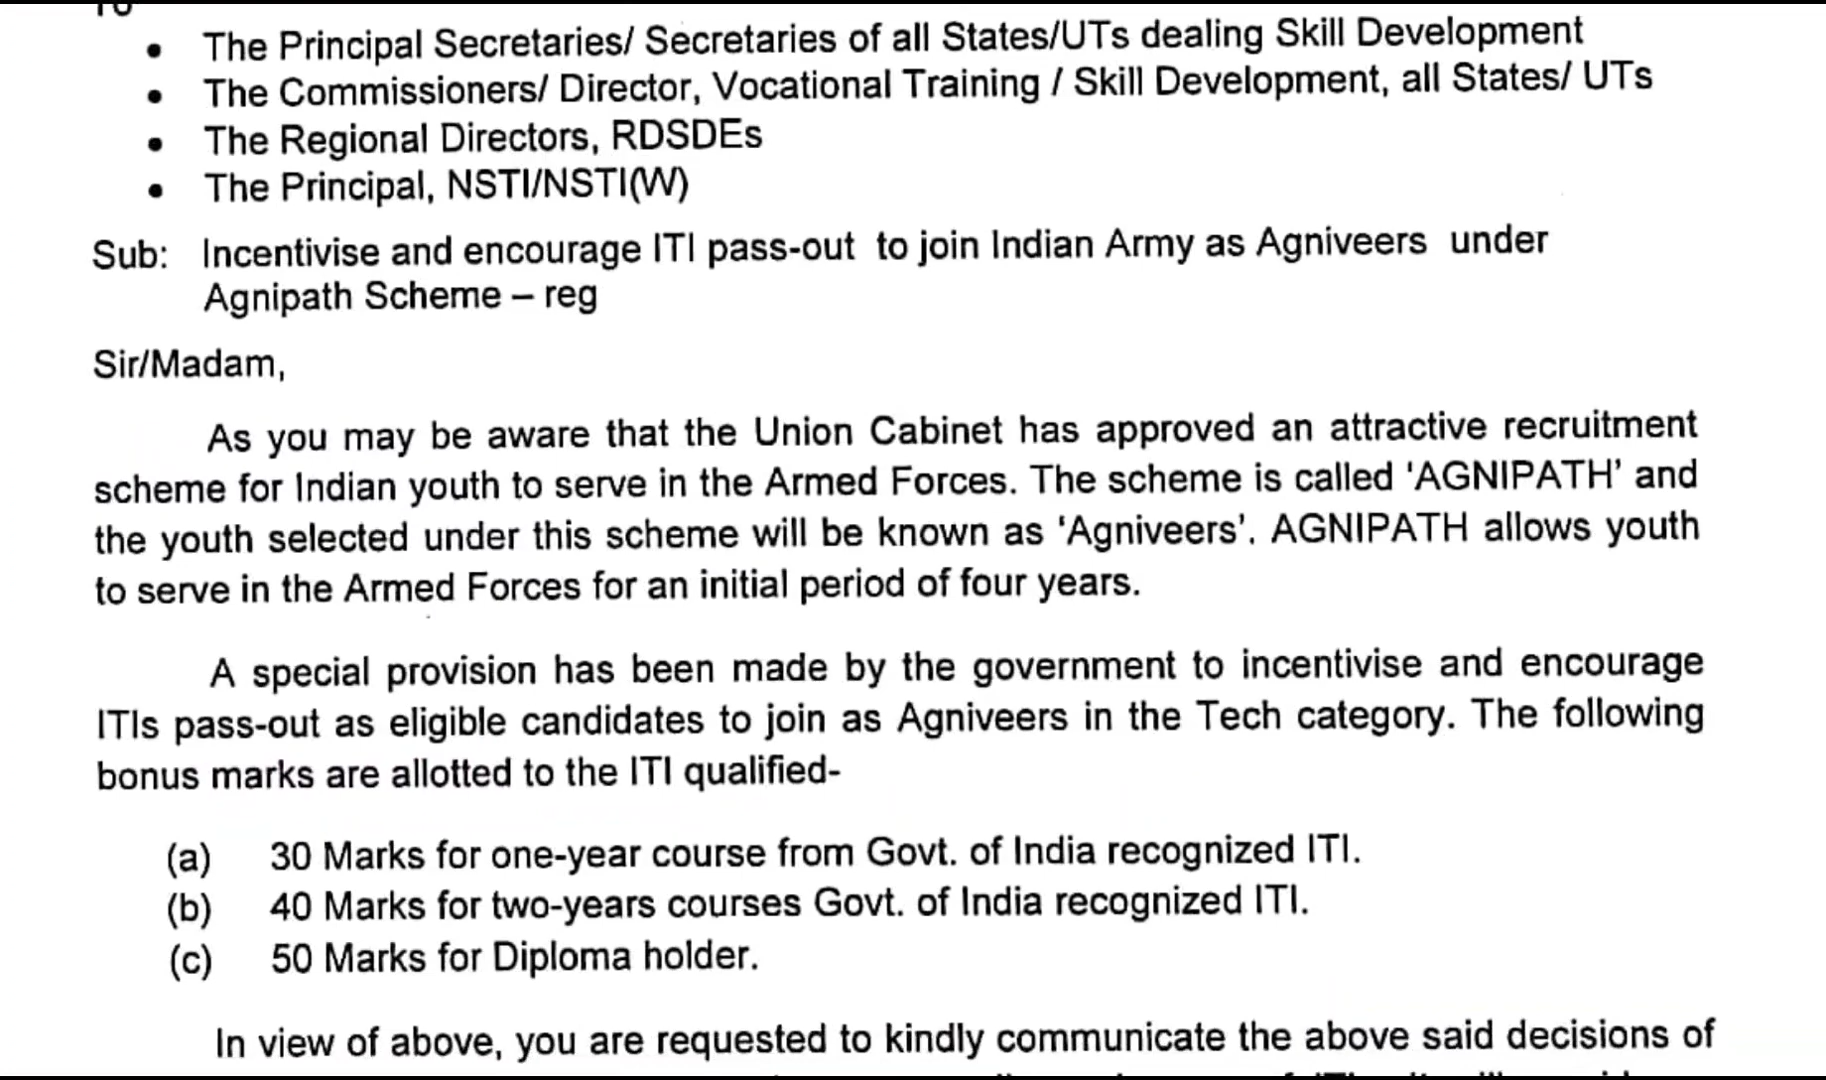 To
• The Principal Secretaries/ Secretaries of all States/UTs dealing Skill Development
• The Commissioners/ Director, Vocational Training / Skill Development, all States/ UTs
• The Regional Directors, RDSDEs
• The Principal, NSTI/NSTI(W)
Sub: Incentivise and encourage ITI pass-out to join Indian Army as Agniveers under
Agnipath Scheme – reg
Sir/Madam,
As you may be aware that the Union Cabinet has approved an attractive recruitment
scheme for Indian youth to serve in the Armed Forces. The scheme is called 'AGNIPATH' and
the youth selected under this scheme will be known as 'Agniveers'. AGNIPATH allows youth
to serve in the Armed Forces for an initial period of four years.
A special provision has been made by the government to incentivise and encourage
ITIs pass-out as eligible candidates to join as Agniveers in the Tech category. The following
bonus marks are allotted to the ITI qualified-
(a) 30 Marks for one-year course from Govt. of India recognized ITI.
(b) 40 Marks for two-years courses Govt. of India recognized ITI.
(c) 50 Marks for Diploma holder.
In view of above, you are requested to kindly communicate the above said decisions of